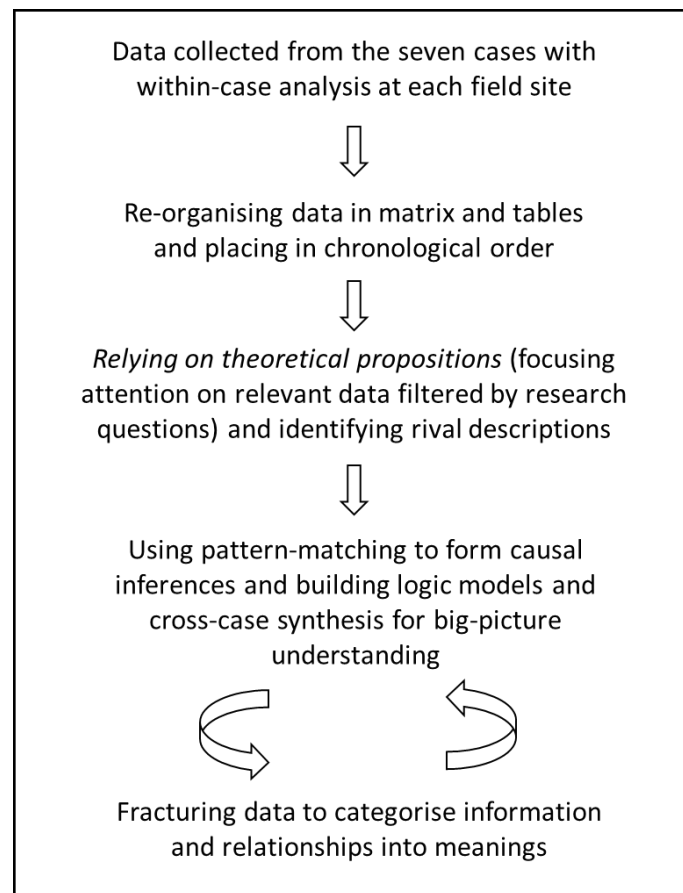 Data collected from the seven cases with
within-case analysis at each field site
Re-organising data in matrix and tables
and placing in chronological order
Relying on theoretical propositions (focusing
attention on relevant data filtered by research
questions) and identifying rival descriptions
Using pattern-matching to form causal
inferences and building logic models and
cross-case synthesis for big-picture
understanding
Fracturing data to categorise information
and relationships into meanings